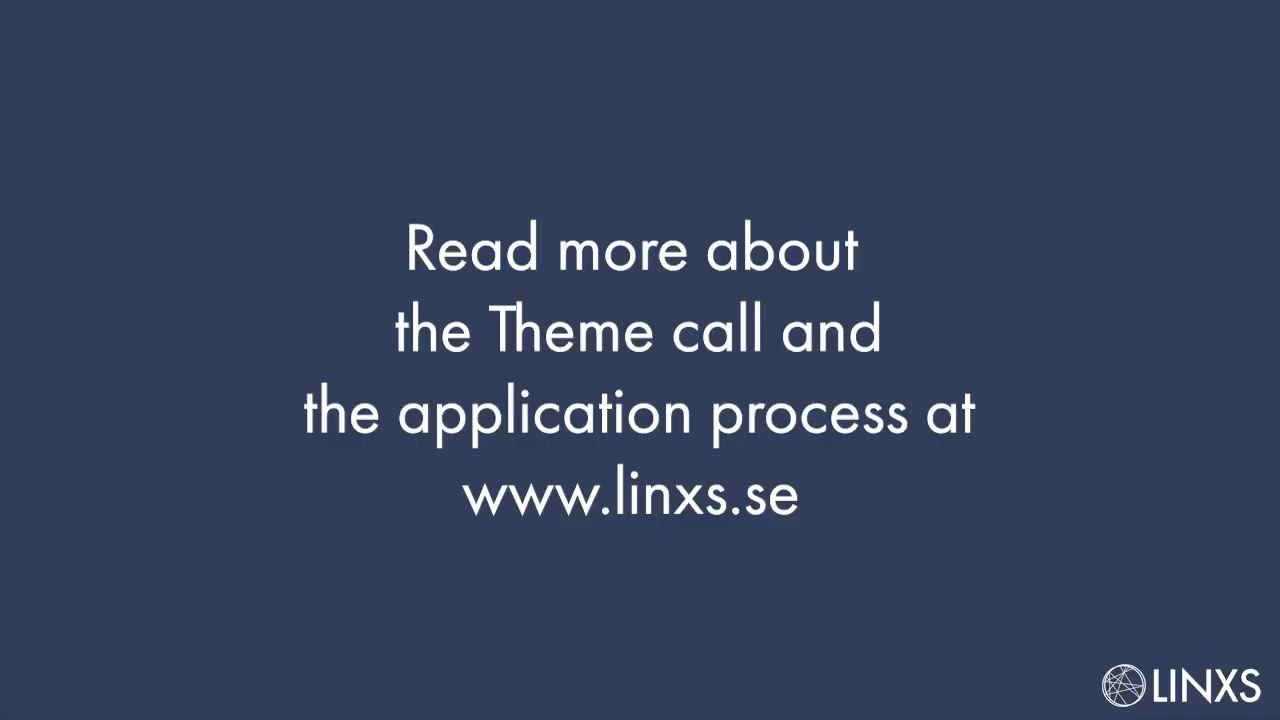 Read more about
the Theme call and
the application process at
www.linxs.se
LINXS